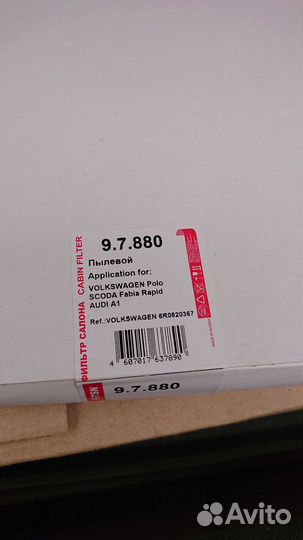 9.7.880
Пылевой
Application for:
VOLKSWAGEN Polo
SCODA Fabia Rapid
AUDI A1
Ref.:VOLKSWAGEN 6R0820367
4 607017 637890
ФИЛЬТР САЛОНА CABIN FILTER
9.7.880
Avito